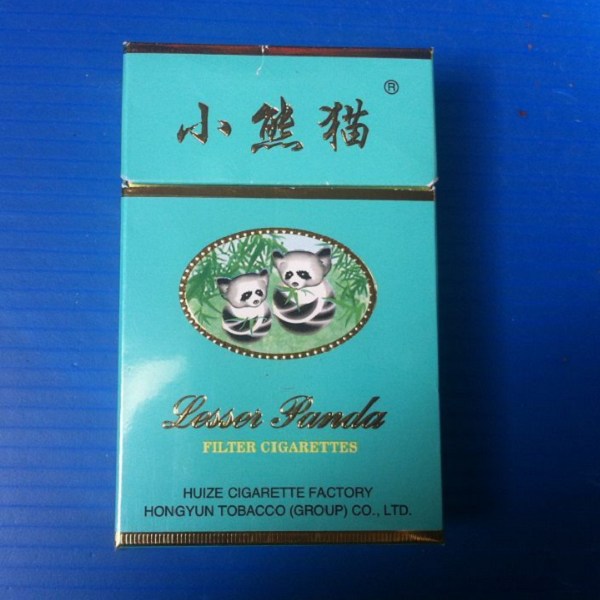 小熊猫®
Lesser Panda
FILTER CIGARETTES
HUIZE CIGARETTE FACTORY
HONGYUN TOBACCO (GROUP) CO., LTD.